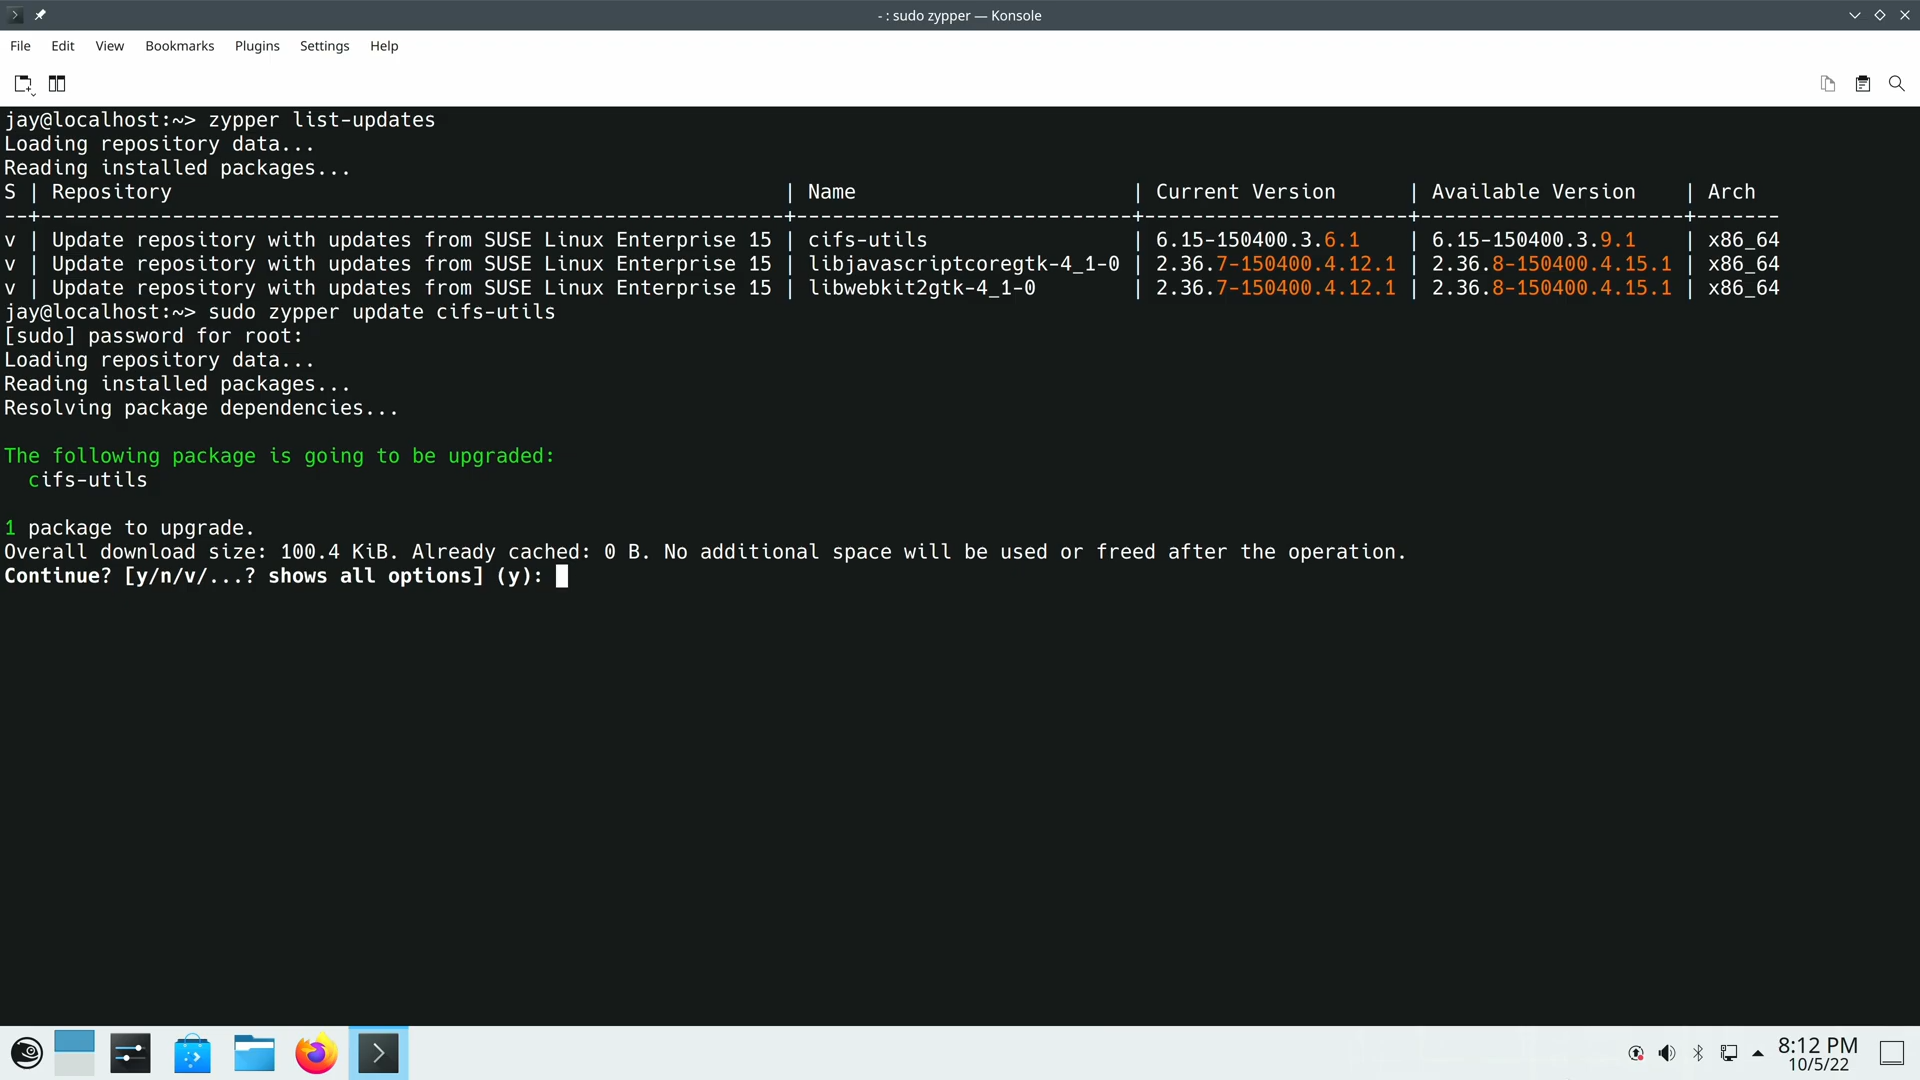 - : sudo zypper — Konsole
File Edit View Bookmarks Plugins Settings Help
jay@localhost:~> zypper list-updates
Loading repository data...
Reading installed packages...
S | Repository                                                   | Name                       | Current Version      | Available Version    | Arch
--+--------------------------------------------------------------+----------------------------+----------------------+----------------------+-------
v | Update repository with updates from SUSE Linux Enterprise 15 | cifs-utils                 | 6.15-150400.3.6.1    | 6.15-150400.3.9.1    | x86_64
v | Update repository with updates from SUSE Linux Enterprise 15 | libjavascriptcoregtk-4_1-0 | 2.36.7-150400.4.12.1 | 2.36.8-150400.4.15.1 | x86_64
v | Update repository with updates from SUSE Linux Enterprise 15 | libwebkit2gtk-4_1-0        | 2.36.7-150400.4.12.1 | 2.36.8-150400.4.15.1 | x86_64
jay@localhost:~> sudo zypper update cifs-utils
[sudo] password for root:
Loading repository data...
Reading installed packages...
Resolving package dependencies...
The following package is going to be upgraded:
  cifs-utils
1 package to upgrade.
Overall download size: 100.4 KiB. Already cached: 0 B. No additional space will be used or freed after the operation.
Continue? [y/n/v/...? shows all options] (y):
8:12 PM
10/5/22